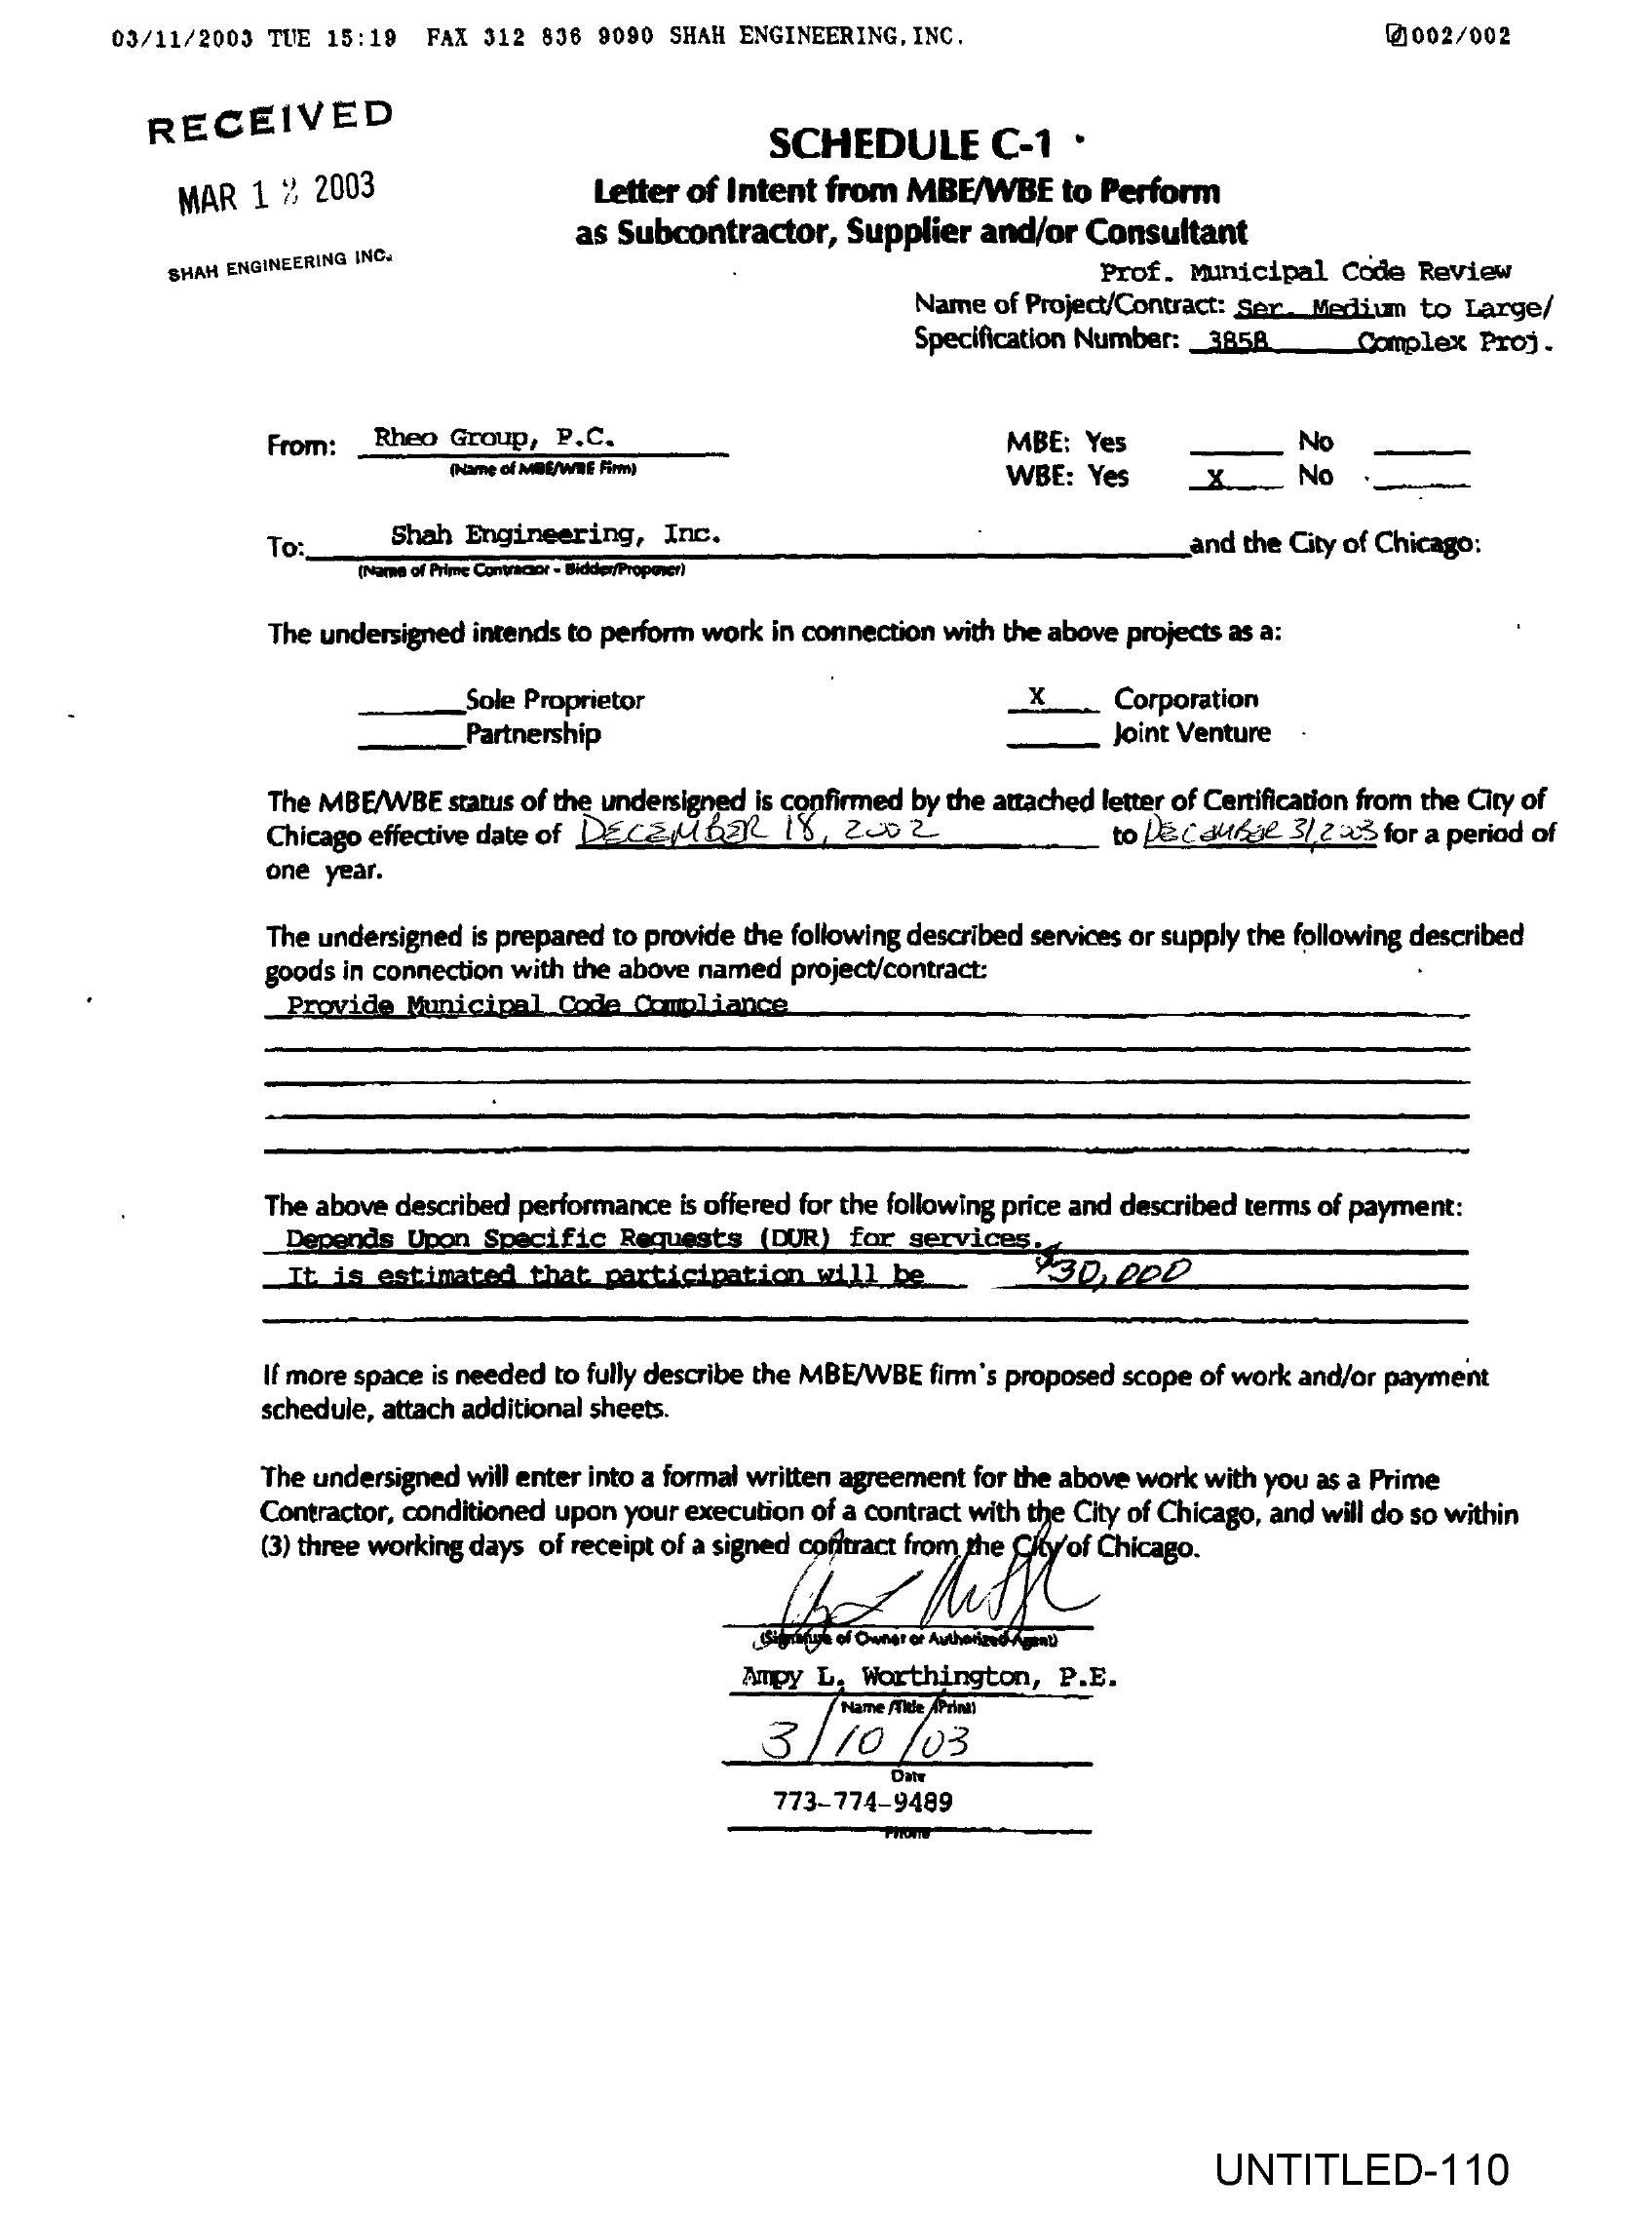 03/11/2003 TUE 15:19 FAX 312 836 9090 SHAH ENGINEERING, INC. 002/002
RECEIVED
MAR 1 2003
SHAH ENGINEERING INC.
SCHEDULE C-1
Letter of Intent from MBE/WBE to Perform
as Subcontractor, Supplier and/or Consultant
Prof. Municipal Code Review
Name of Project/Contract: Ser. Medium to Large/
Specification Number: 3858 Complex Proj.
From: Rheo Group, P.C. MBE: Yes No
(Name of MBE/WBE Firm) WBE: Yes X No
To: Shah Engineering, Inc. and the City of Chicago:
(Name of Prime Contractor - Bidder/Proposer)
The undersigned intends to perform work in connection with the above projects as a:
Sole Proprietor X Corporation
Partnership Joint Venture
The MBE/WBE status of the undersigned is confirmed by the attached letter of Certification from the City of
Chicago effective date of DECEMBER 18, 2002 to DECEMBER 31, 2003 for a period of
one year.
The undersigned is prepared to provide the following described services or supply the following described
goods in connection with the above named project/contract:
Provide Municipal Code Compliance
The above described performance is offered for the following price and described terms of payment:
Depends Upon Specific Requests (DUR) for services.
It is estimated that participation will be $30,000
If more space is needed to fully describe the MBE/WBE firm's proposed scope of work and/or payment
schedule, attach additional sheets.
The undersigned will enter into a formal written agreement for the above work with you as a Prime
Contractor, conditioned upon your execution of a contract with the City of Chicago, and will do so within
(3) three working days of receipt of a signed contract from the City of Chicago.
(Signature of Owner or Authorized Agent)
Ampy L. Worthington, P.E.
Name /Title (Print)
3/10/03
Date
773-774-9489
Phone
UNTITLED-110